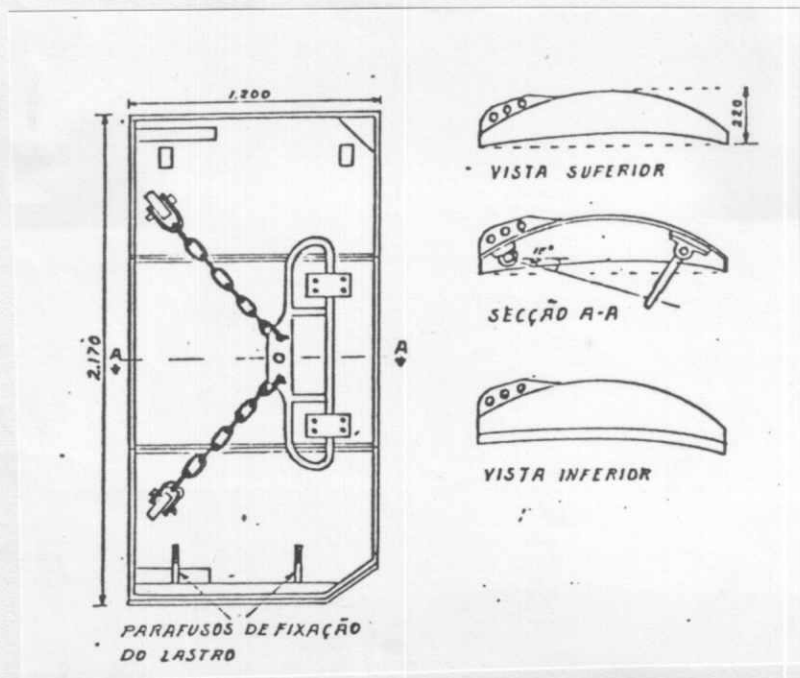 1.200
220
VISTA SUPERIOR
SECÇÃO A-A
A
A
2.170
VISTA INFERIOR
PARAFUSOS DE FIXAÇÃO
DO LASTRO